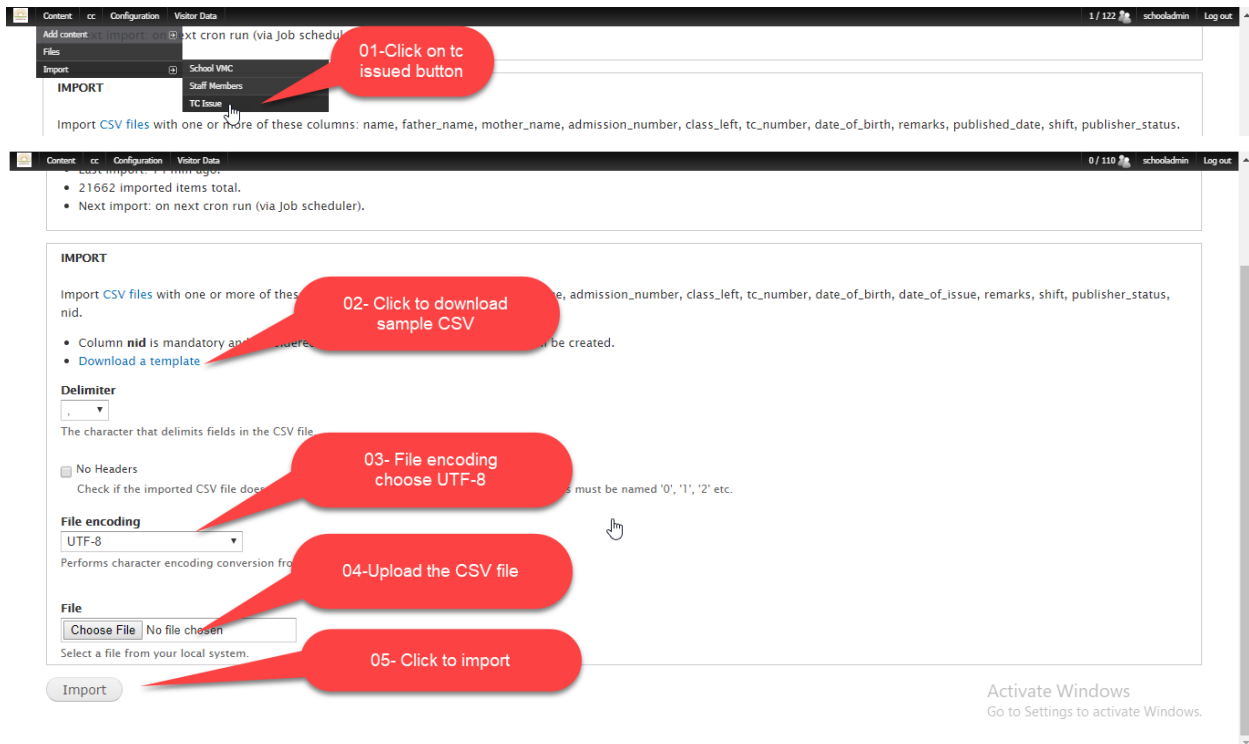 Content cc Configuration Visitor Data 1 / 122 schooladmin Log out
Add content ext cron run (via Job schedul
Files
Import School VMC
Staff Members
TC Issue
01-Click on tc
issued button
IMPORT
Import CSV files with one or more of these columns: name, father_name, mother_name, admission_number, class_left, tc_number, date_of_birth, remarks, published_date, shift, publisher_status.
Content cc Configuration Visitor Data 0 / 110 schooladmin Log out
Last import: 14 min ago.
• 21662 imported items total.
• Next import: on next cron run (via Job scheduler).
IMPORT
Import CSV files with one or more of thes e, admission_number, class_left, tc_number, date_of_birth, date_of_issue, remarks, shift, publisher_status,
nid.
02- Click to download
sample CSV
• Column nid is mandatory an be created.
• Download a template
Delimiter
,
The character that delimits fields in the CSV file.
No Headers
Check if the imported CSV file doe s must be named '0', '1', '2' etc.
03- File encoding
choose UTF-8
File encoding
UTF-8
Performs character encoding conversion fro
04-Upload the CSV file
File
Choose File No file chosen
Select a file from your local system.
05- Click to import
Import
Activate Windows
Go to Settings to activate Windows.